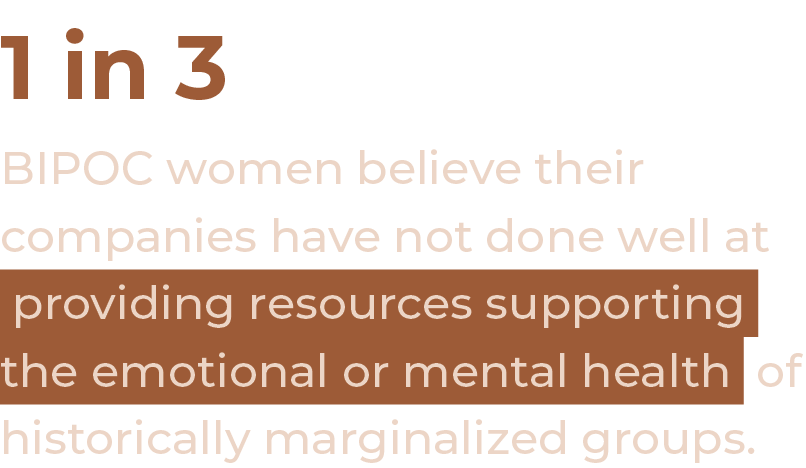 1 in 3
BIPOC women believe their
companies have not done well at
providing resources supporting
the emotional or mental health of
historically marginalized groups.